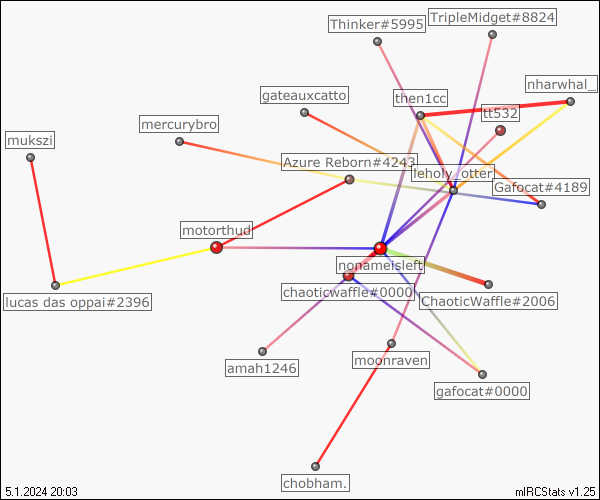 Thinker#5995
TripleMidget#8824
nharwhal_
gateauxcatto
then1cc
tt532
mercurybro
mukszi
Azure Reborn#4243
leholy_otter
Gafocat#4189
motorthud
nonameisleft
chaoticwaffle#0000
ChaoticWaffle#2006
lucas das oppai#2396
amah1246
moonraven
gafocat#0000
chobham.
5.1.2024 20:03
mIRCStats v1.25